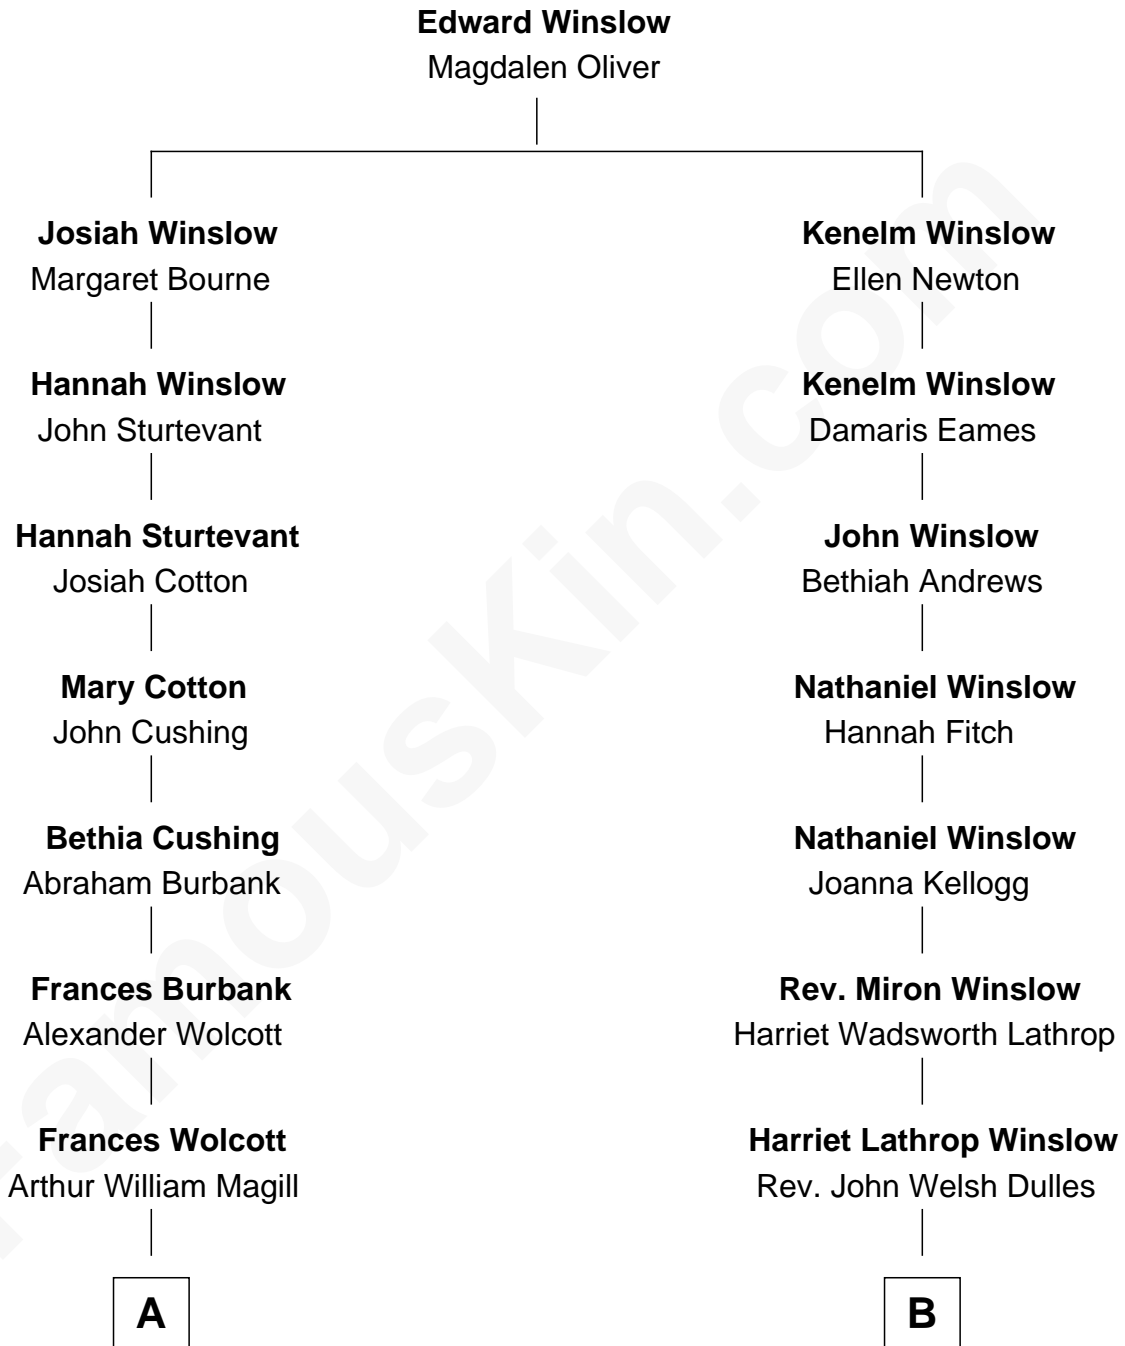 Edward Winslow
Magdalen Oliver
Josiah Winslow
Margaret Bourne
Kenelm Winslow
Ellen Newton
Hannah Winslow
John Sturtevant
Kenelm Winslow
Damaris Eames
Hannah Sturtevant
Josiah Cotton
John Winslow
Bethiah Andrews
Mary Cotton
John Cushing
Nathaniel Winslow
Hannah Fitch
Bethia Cushing
Abraham Burbank
Nathaniel Winslow
Joanna Kellogg
Frances Burbank
Alexander Wolcott
Rev. Miron Winslow
Harriet Wadsworth Lathrop
Frances Wolcott
Arthur William Magill
Harriet Lathrop Winslow
Rev. John Welsh Dulles
A
B
FamousKin.com